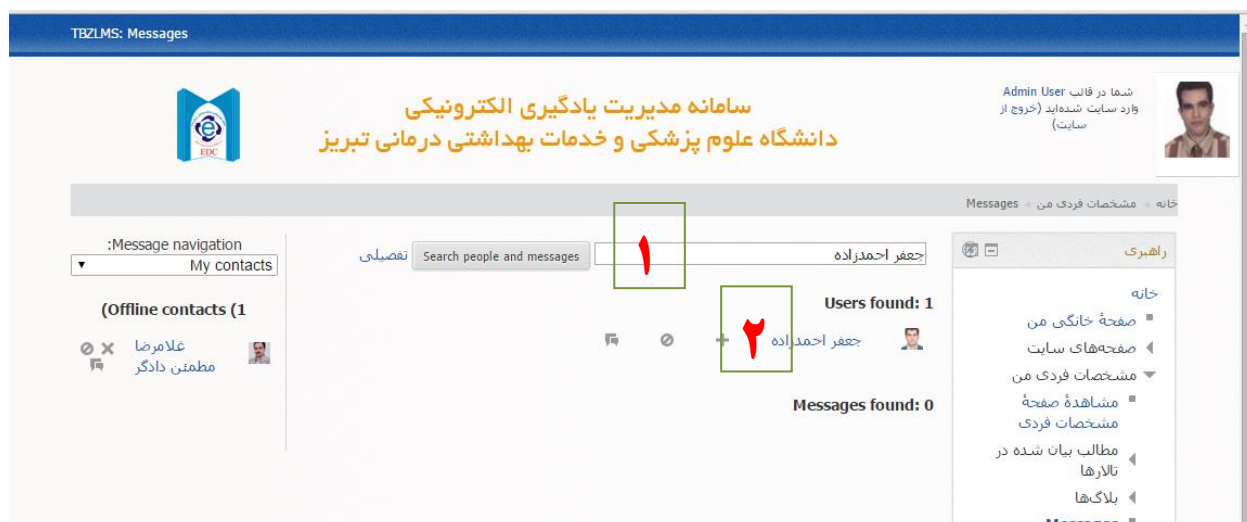 TBZLMS: Messages
شما در قالب Admin User
وارد سایت شده‌اید (خروج از
سایت)
سامانه مدیریت یادگیری الکترونیکی
دانشگاه علوم پزشکی و خدمات بهداشتی درمانی تبریز
e
EDC
خانه » مشخصات فردی من » Messages
راهبری
خانه
صفحهٔ خانگی من
صفحه‌های سایت
مشخصات فردی من
مشاهدهٔ صفحهٔ
مشخصات فردی
مطالب بیان شده در
تالارها
بلاگ‌ها
Messages
جعفر احمدزاده
۱
Search people and messages
تفصیلی
Users found: 1
جعفر احمدزاده
۲
Messages found: 0
:Message navigation
My contacts
(Offline contacts (1
غلامرضا
مطمئن دادگر